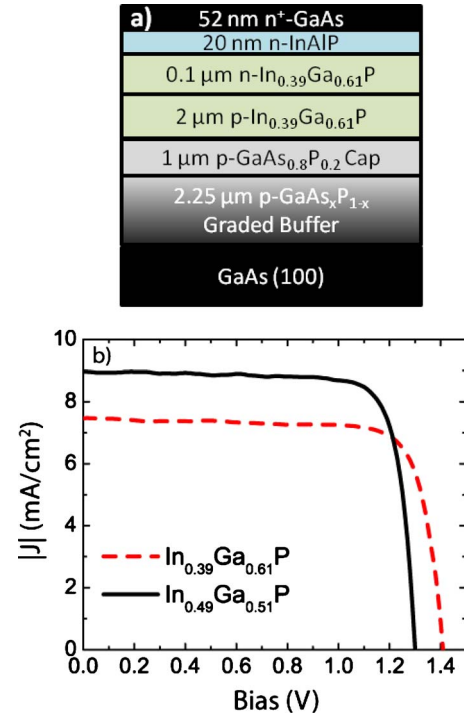 a)
52 nm n⁺-GaAs
20 nm n-InAlP
0.1 μm n-In₀.₃₉Ga₀.₆₁P
2 μm p-In₀.₃₉Ga₀.₆₁P
1 μm p-GaAs₀.₈P₀.₂ Cap
2.25 μm p-GaAsₓP₁₋ₓ
Graded Buffer
GaAs (100)
b)
|J| (mA/cm²)
10
8
6
4
2
0
In₀.₃₉Ga₀.₆₁P
In₀.₄₉Ga₀.₅₁P
0.0 0.2 0.4 0.6 0.8 1.0 1.2 1.4
Bias (V)